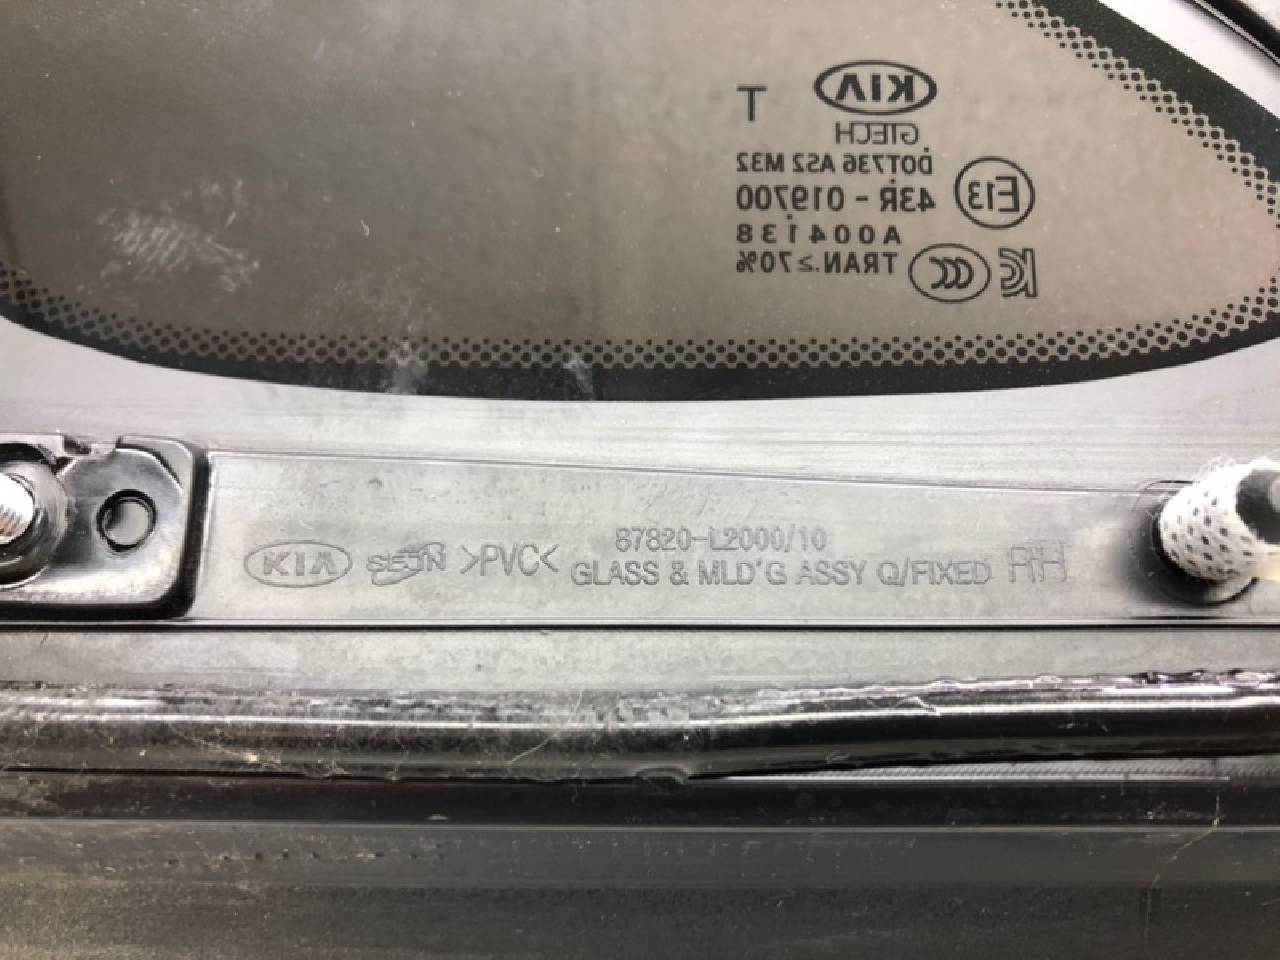 KIA
T
GTECH
DOT736 AS2 M32
E13 43R - 019700
A004138
TRAN.≥70%
87820-L2000/10
KIA SEJIN >PVC< GLASS & MLD'G ASSY Q/FIXED RH